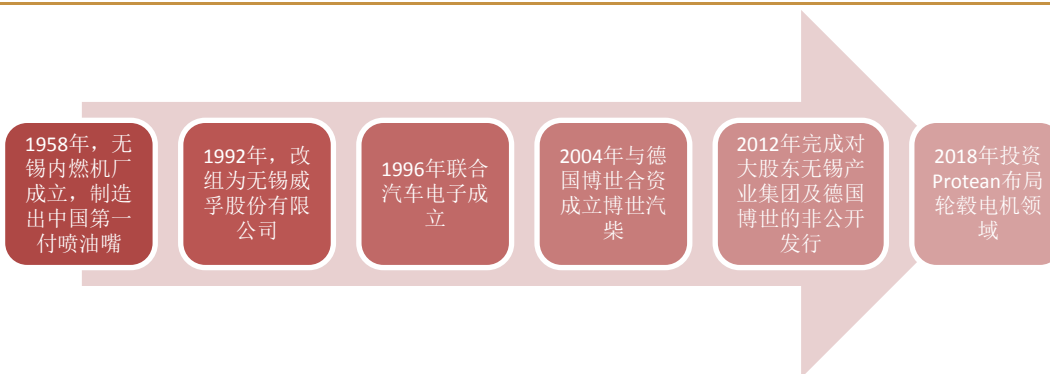 1958年，无
锡内燃机厂
成立，制造
出中国第一
付喷油嘴
1992年，改
组为无锡威
孚股份有限
公司
1996年联合
汽车电子成
立
2004年与德
国博世合资
成立博世汽
柴
2012年完成对
大股东无锡产
业集团及德国
博世的非公开
发行
2018年投资
Protean布局
轮毂电机领
域